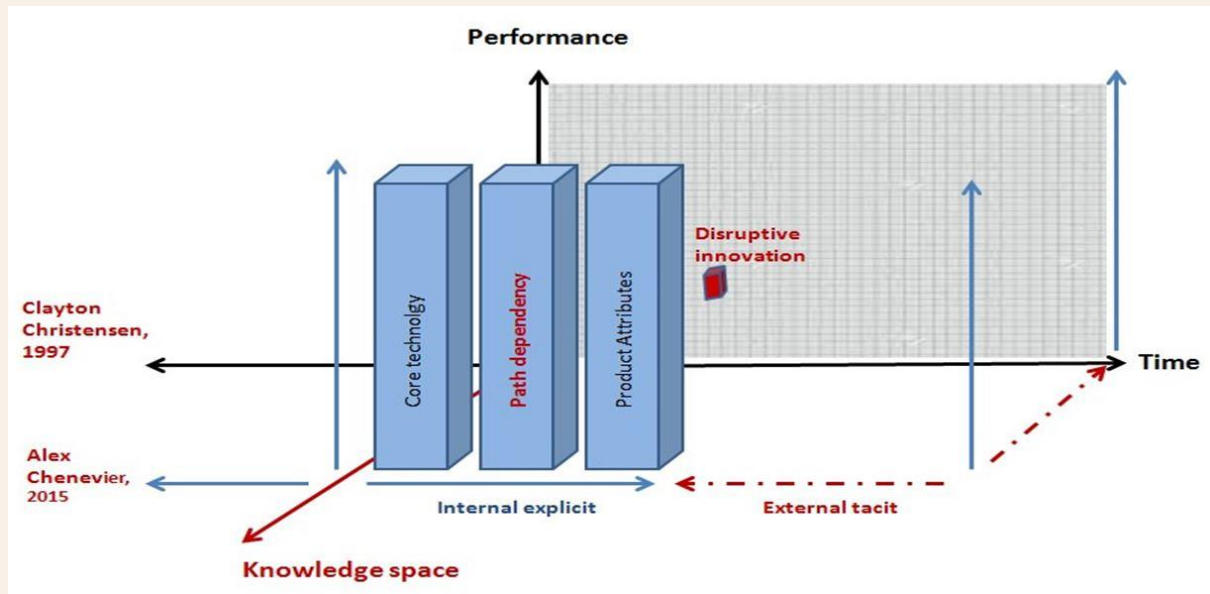 Performance
Disruptive
innovation
Core technolgy
Path dependency
Product Attributes
Clayton
Christensen,
1997
Time
Alex
Chenevier,
2015
Internal explicit
External tacit
Knowledge space